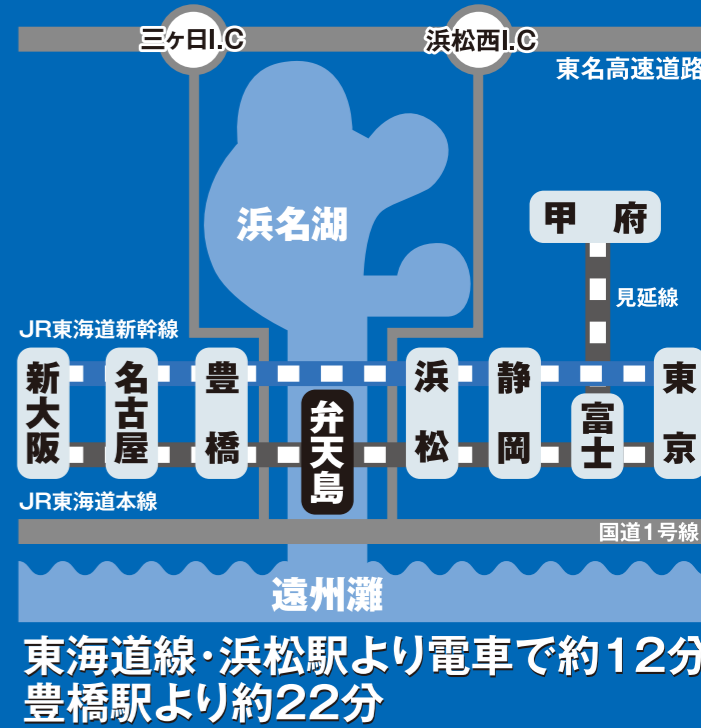 三ヶ日I.C
浜松西I.C
東名高速道路
浜名湖
甲府
見延線
JR東海道新幹線
新大阪
名古屋
豊橋
弁天島
浜松
静岡
富士
東京
JR東海道本線
国道1号線
遠州灘
東海道線・浜松駅より電車で約12分
豊橋駅より約22分